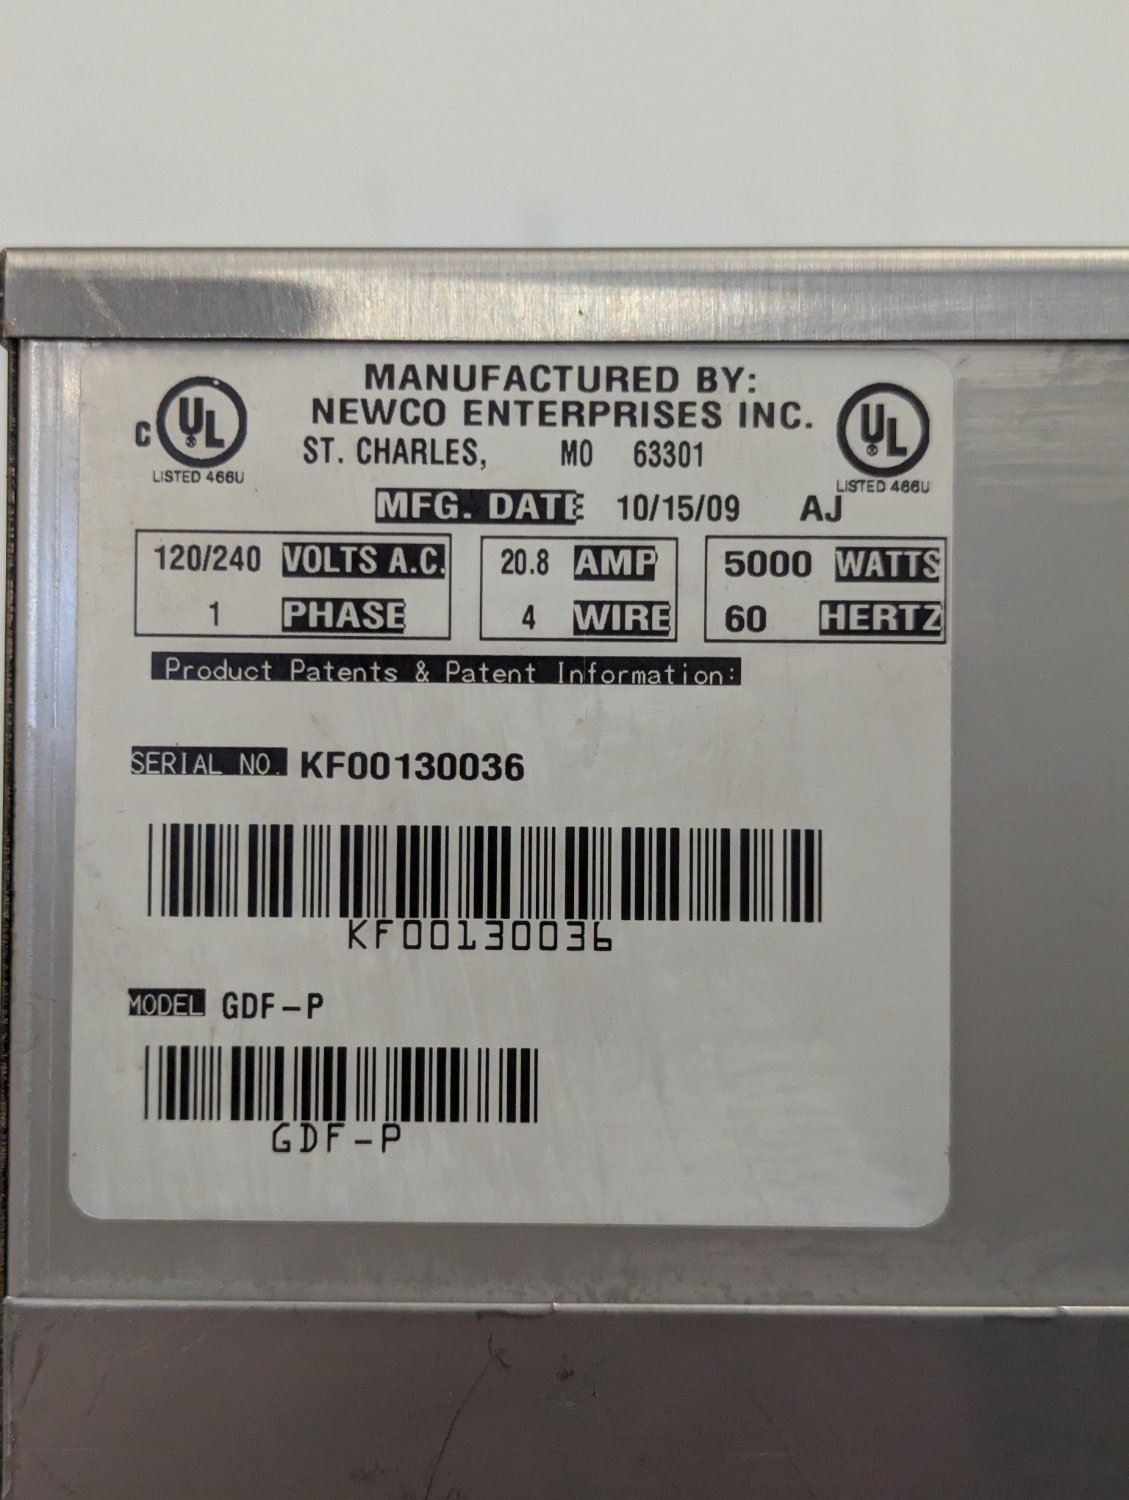 MANUFACTURED BY:
NEWCO ENTERPRISES INC.
ST. CHARLES, MO 63301
C UL ®
LISTED 466U
UL ®
LISTED 466U
MFG. DATE 10/15/09 AJ
120/240 VOLTS A.C.
1 PHASE
20.8 AMP
4 WIRE
5000 WATTS
60 HERTZ
Product Patents & Patent Information:
SERIAL NO. KF00130036
KF00130036
MODEL GDF-P
GDF-P